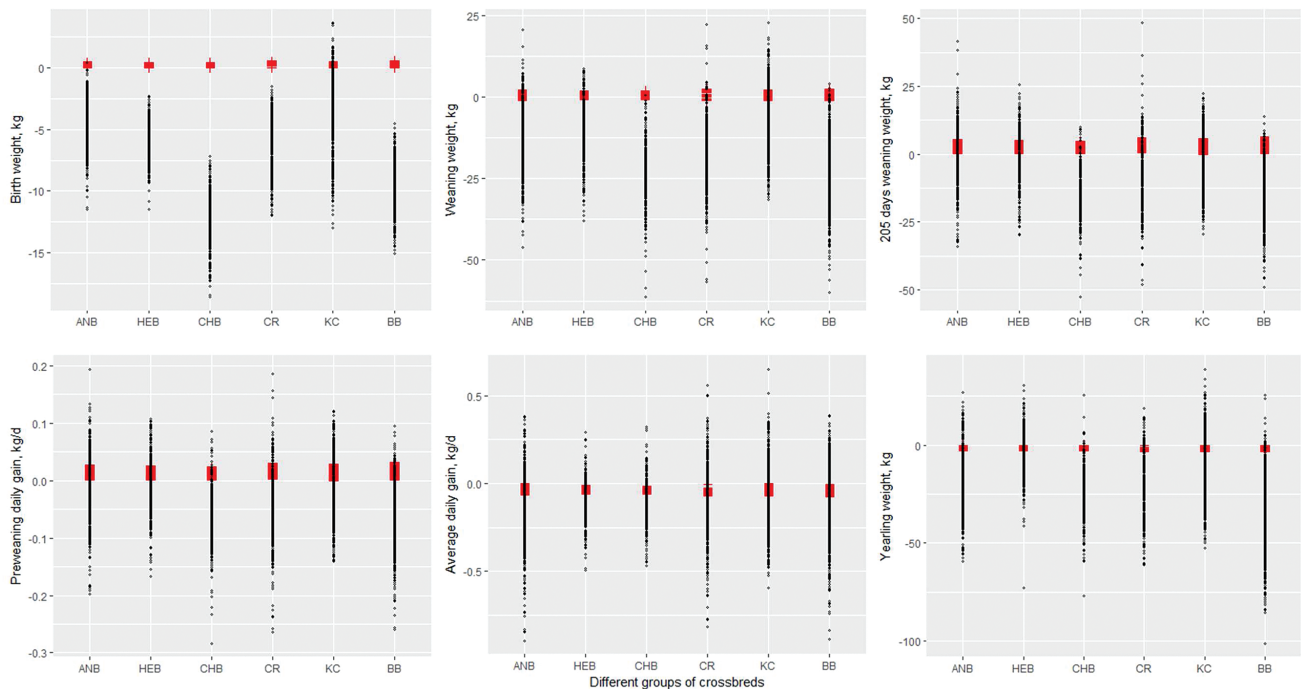 Birth weight, kg
0
-5
-10
-15
ANB HEB CHB CR KC BB
Weaning weight, kg
25
0
-25
-50
ANB HEB CHB CR KC BB
205 days weaning weight, kg
50
25
0
-25
-50
ANB HEB CHB CR KC BB
Preweaning daily gain, kg/d
0.2
0.1
0.0
-0.1
-0.2
-0.3
ANB HEB CHB CR KC BB
Average daily gain, kg/d
0.5
0.0
-0.5
ANB HEB CHB CR KC BB
Different groups of crossbreds
Yearling weight, kg
0
-50
-100
ANB HEB CHB CR KC BB